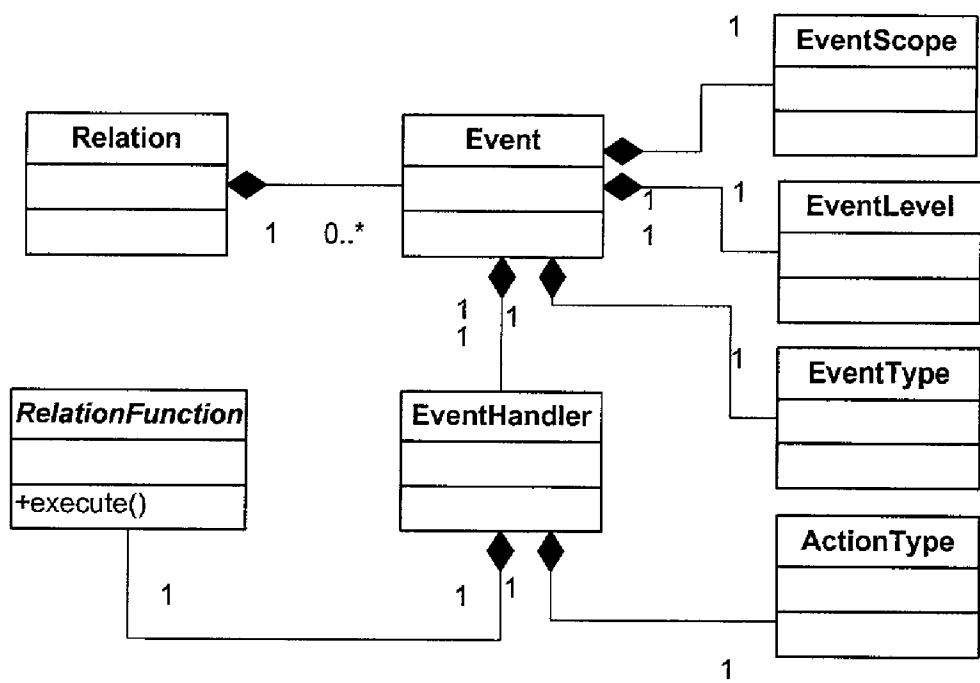 1
EventScope
Relation
Event
1
1
EventLevel
1
0..*
1
1
1
1
1
EventType
RelationFunction
EventHandler
+execute()
ActionType
1
1
1
1